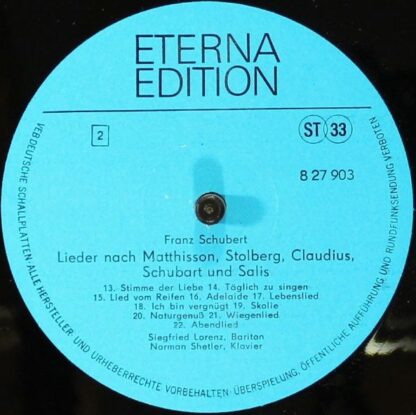 ETERNA
EDITION
2
ST 33
8 27 903
Franz Schubert
Lieder nach Matthisson, Stolberg, Claudius,
Schubart und Salis
13. Stimme der Liebe 14. Täglich zu singen
15. Lied vom Reifen 16. Adelaide 17. Lebenslied
18. Ich bin vergnügt 19. Skolie
20. Naturgenuß 21. Wiegenlied
22. Abendlied
Siegfried Lorenz, Bariton
Norman Shetler, Klavier
VEB DEUTSCHE SCHALLPLATTEN · ALLE HERSTELLER- UND URHEBERRECHTE VORBEHALTEN · ÜBERSPIELUNG, ÖFFENTLICHE AUFFÜHRUNG UND RUNDFUNKSENDUNG VERBOTEN